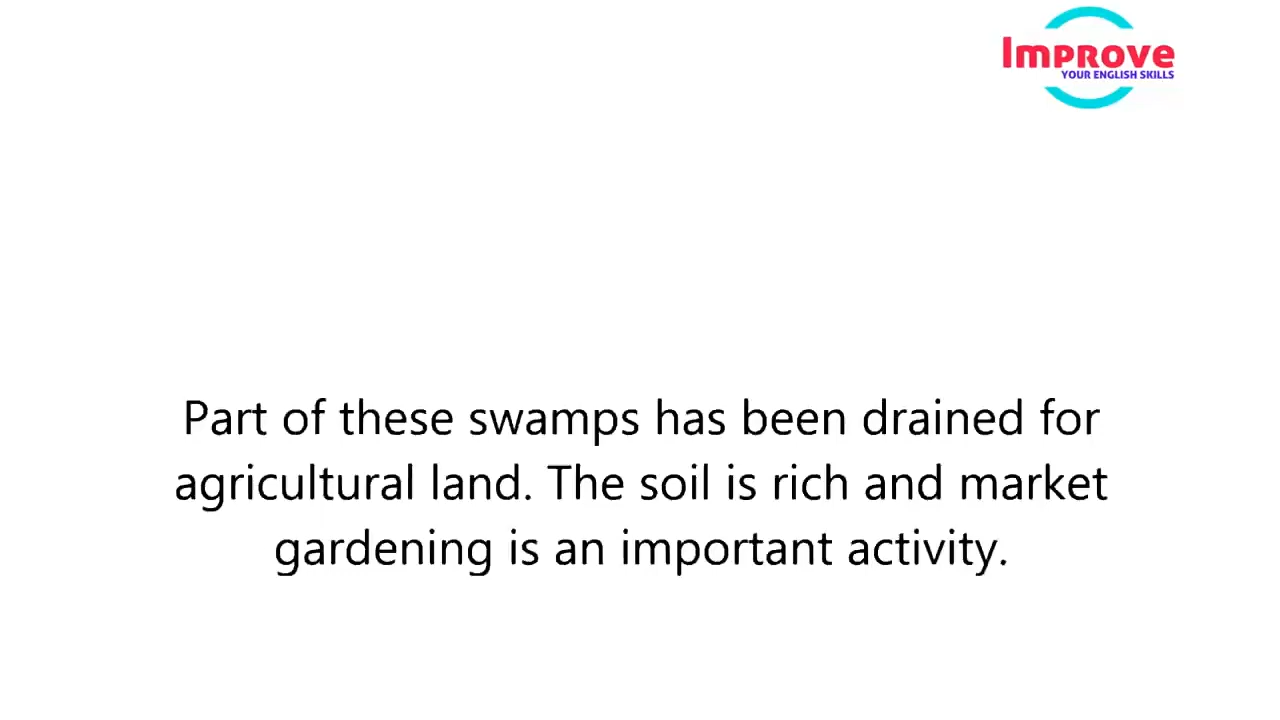 Improve
YOUR ENGLISH SKILLS
Part of these swamps has been drained for
agricultural land. The soil is rich and market
gardening is an important activity.